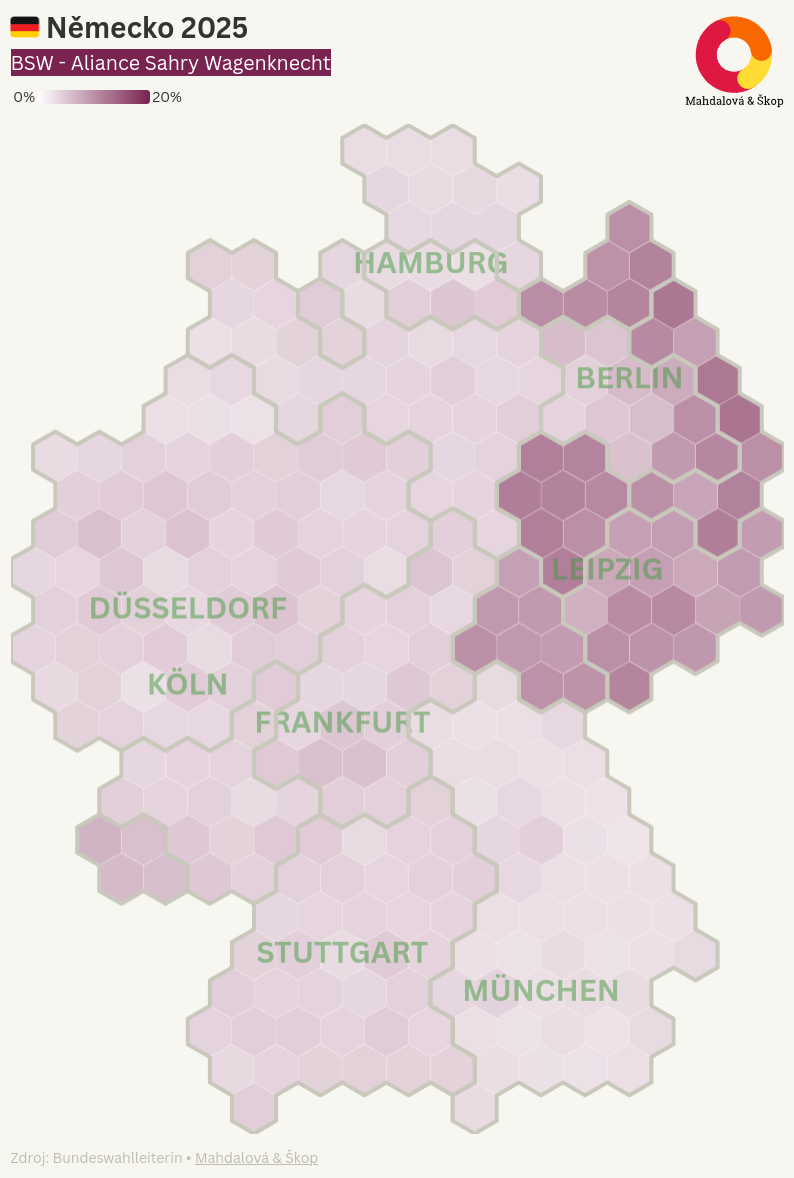 Německo 2025
BSW - Aliance Sahry Wagenknecht
0% 20%
Mahdalová & Škop
HAMBURG
BERLIN
LEIPZIG
DÜSSELDORF
KÖLN
FRANKFURT
STUTTGART
MÜNCHEN
Zdroj: Bundeswahlleiterin • Mahdalová & Škop